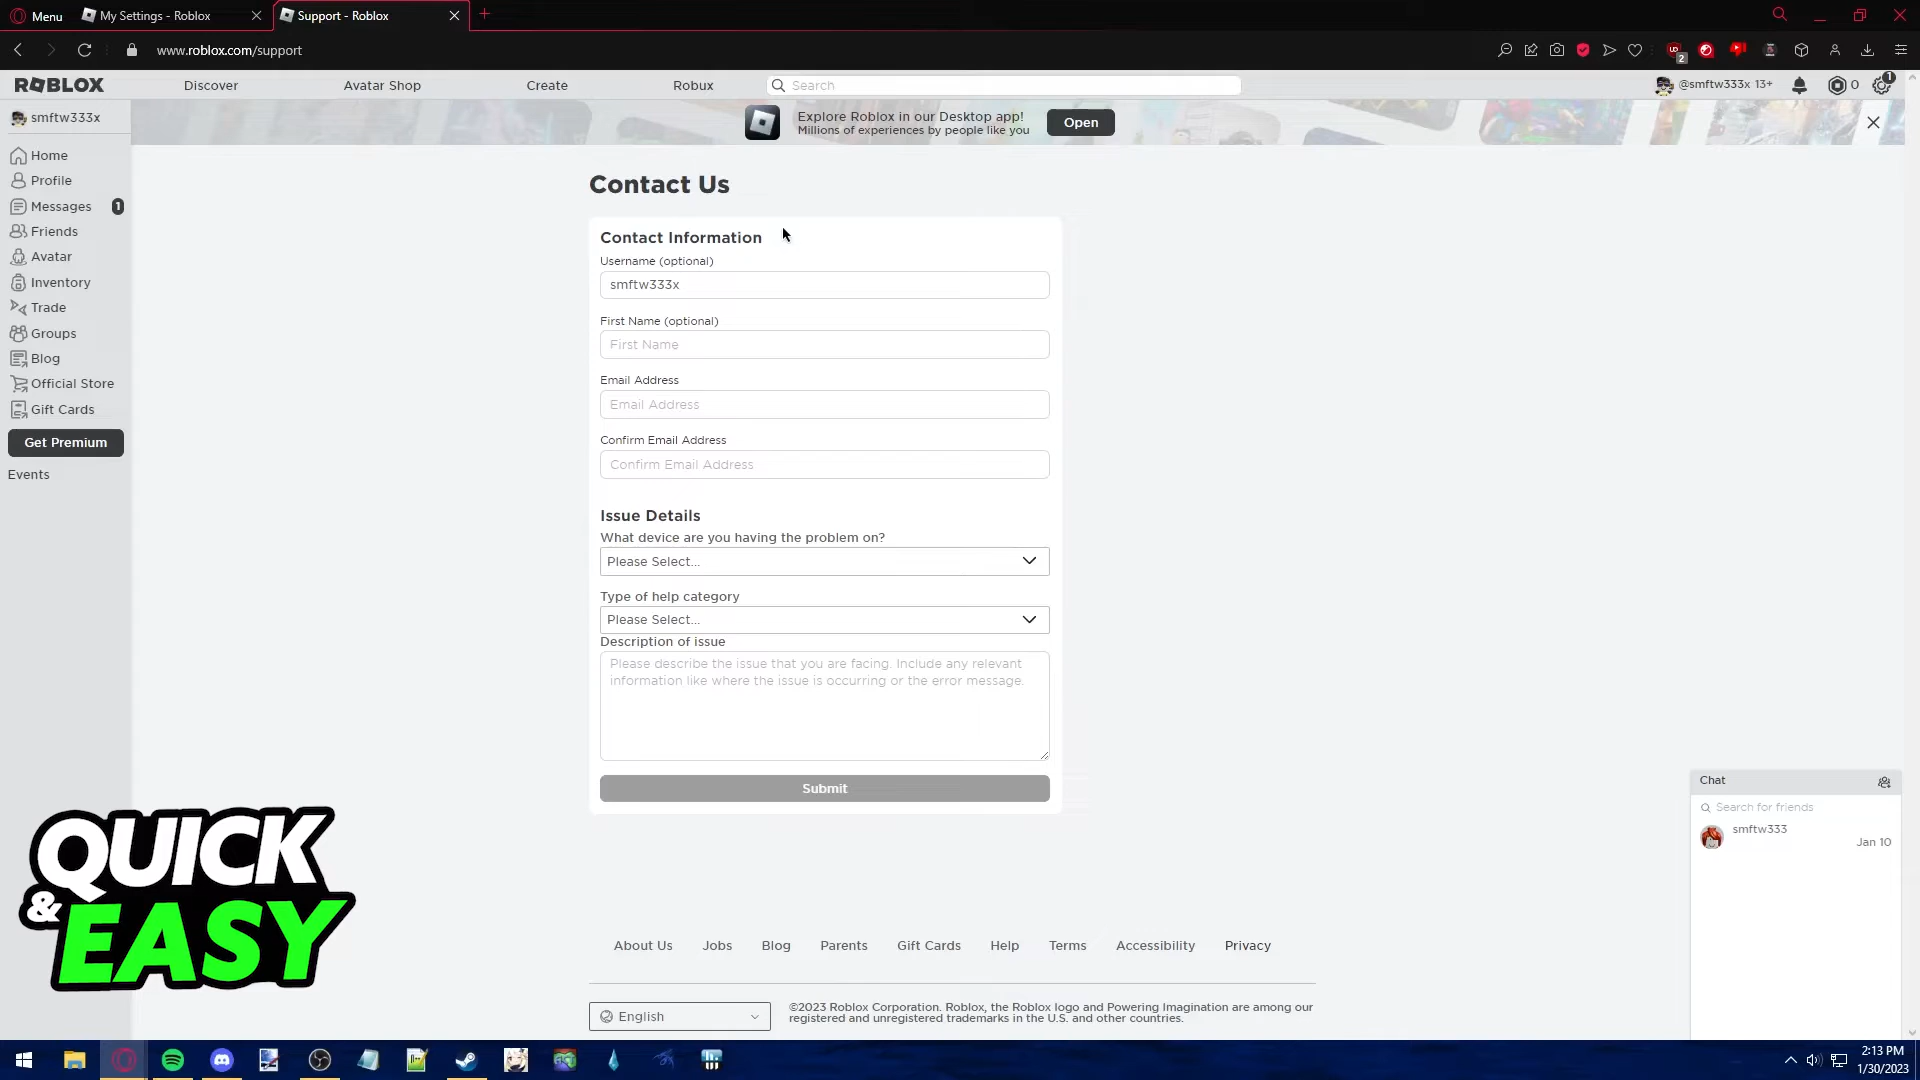 Menu
My Settings - Roblox
Support - Roblox
www.roblox.com/support
2
ROBLOX
Discover
Avatar Shop
Create
Robux
Search
@smftw333x 13+
0
1
smftw333x
Explore Roblox in our Desktop app!
Millions of experiences by people like you
Open
Home
Profile
Messages
1
Friends
Avatar
Inventory
Trade
Groups
Blog
Official Store
Gift Cards
Get Premium
Events
Contact Us
Contact Information
Username (optional)
smftw333x
First Name (optional)
First Name
Email Address
Email Address
Confirm Email Address
Confirm Email Address
Issue Details
What device are you having the problem on?
Please Select...
Type of help category
Please Select...
Description of issue
Please describe the issue that you are facing. Include any relevant
information like where the issue is occurring or the error message.
Submit
Chat
Search for friends
smftw333
Jan 10
QUICK
& EASY
About Us
Jobs
Blog
Parents
Gift Cards
Help
Terms
Accessibility
Privacy
English
©2023 Roblox Corporation. Roblox, the Roblox logo and Powering Imagination are among our
registered and unregistered trademarks in the U.S. and other countries.
2:13 PM
1/30/2023